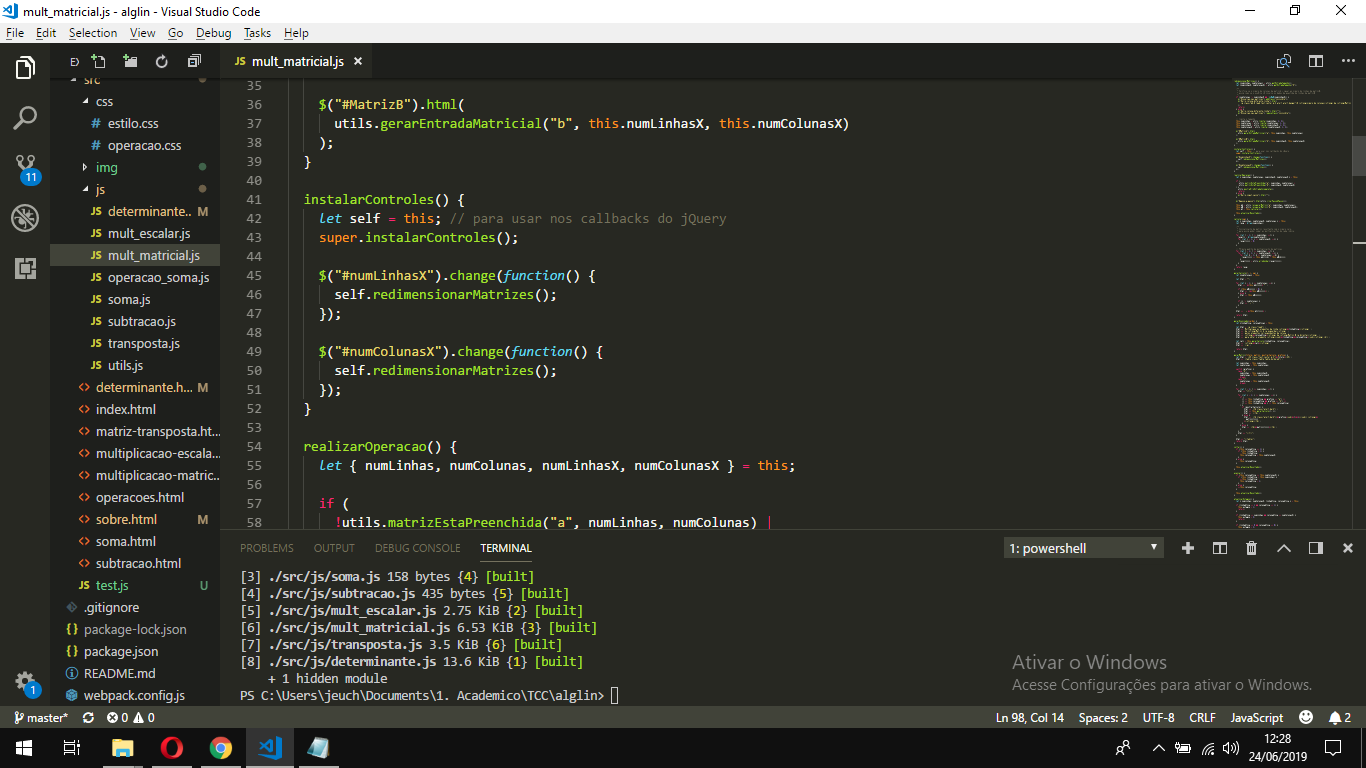 mult_matricial.js - alglin - Visual Studio Code
File Edit Selection View Go Debug Tasks Help
JS mult_matricial.js
src
css
# estilo.css
# operacao.css
img
js
JS determinante.. M
JS mult_escalar.js
JS mult_matricial.js
JS operacao_soma.js
JS soma.js
JS subtracao.js
JS transposta.js
JS utils.js
<> determinante.h... M
<> index.html
<> matriz-transposta.ht...
<> multiplicacao-escala...
<> multiplicacao-matric...
<> operacoes.html
<> sobre.html M
<> soma.html
<> subtracao.html
JS test.js U
.gitignore
{} package-lock.json
{} package.json
README.md
webpack.config.js
11
1
35
36 $("#MatrizB").html(
37 utils.gerarEntradaMatricial("b", this.numLinhasX, this.numColunasX)
38 );
39 }
40
41 instalarControles() {
42 let self = this; // para usar nos callbacks do jQuery
43 super.instalarControles();
44
45 $("#numLinhasX").change(function() {
46 self.redimensionarMatrizes();
47 });
48
49 $("#numColunasX").change(function() {
50 self.redimensionarMatrizes();
51 });
52 }
53
54 realizarOperacao() {
55 let { numLinhas, numColunas, numLinhasX, numColunasX } = this;
56
57 if (
58 !utils.matrizEstaPreenchida("a", numLinhas, numColunas) |
PROBLEMS OUTPUT DEBUG CONSOLE TERMINAL 1: powershell
[3] ./src/js/soma.js 158 bytes {4} [built]
[4] ./src/js/subtracao.js 435 bytes {5} [built]
[5] ./src/js/mult_escalar.js 2.75 KiB {2} [built]
[6] ./src/js/mult_matricial.js 6.53 KiB {3} [built]
[7] ./src/js/transposta.js 3.5 KiB {6} [built]
[8] ./src/js/determinante.js 13.6 KiB {1} [built]
+ 1 hidden module
PS C:\Users\jeuch\Documents\1. Academico\TCC\alglin>
Ativar o Windows
Acesse Configurações para ativar o Windows.
master* 0 0 Ln 98, Col 14 Spaces: 2 UTF-8 CRLF JavaScript 2
12:28
24/06/2019